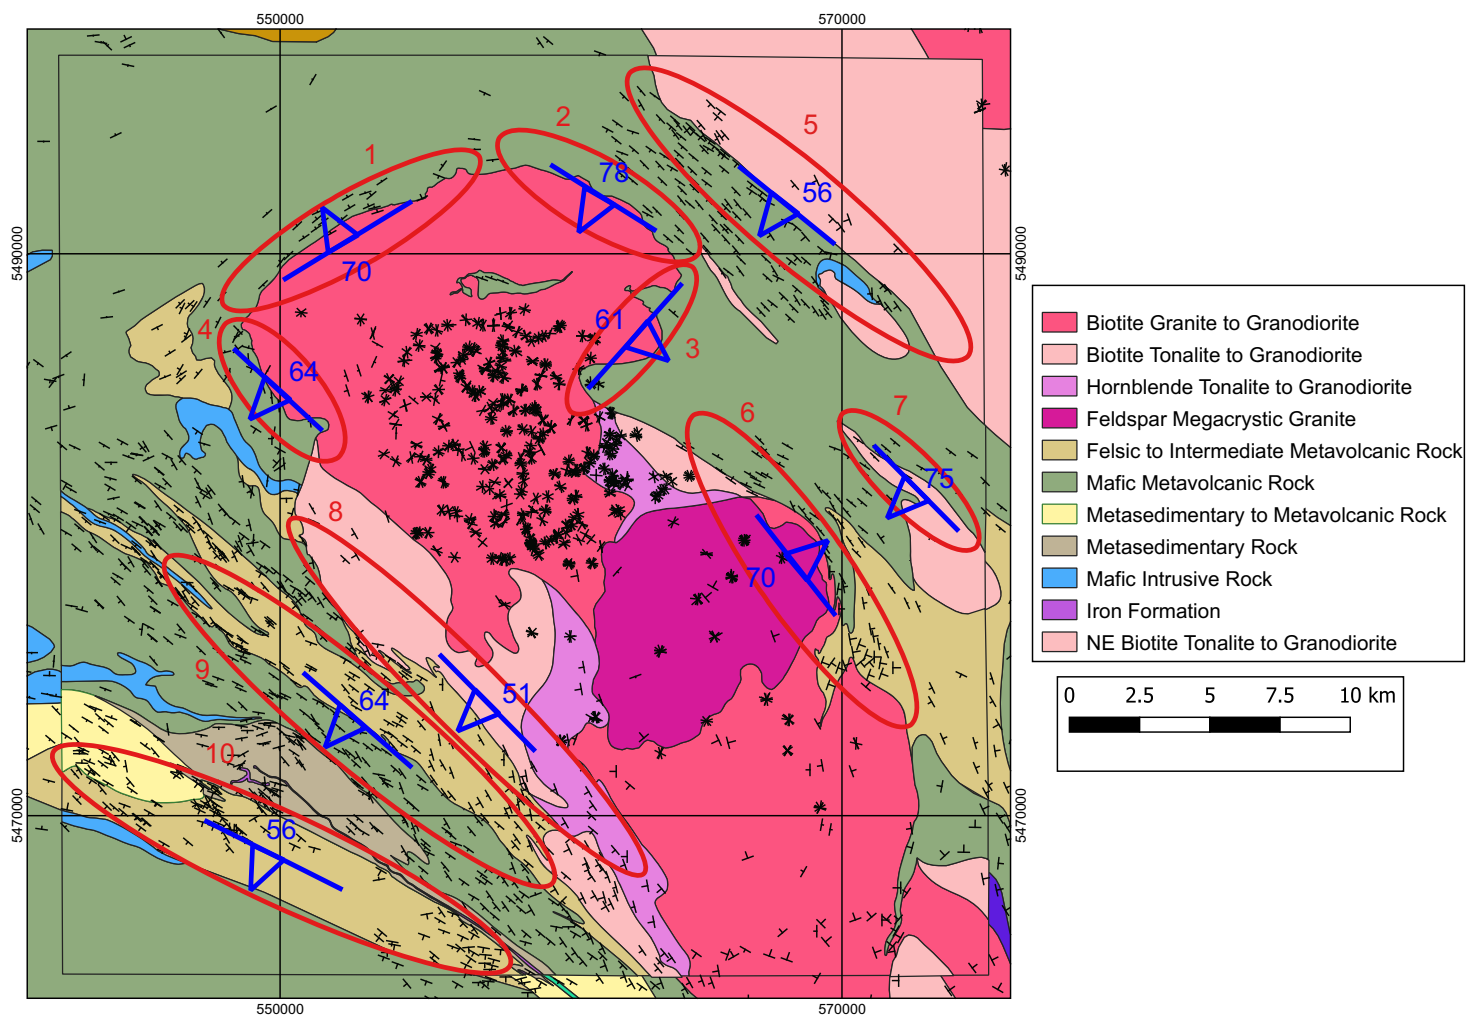 550000
570000
2
5
1
78
56
5490000
5490000
70
61
4
3
64
6
7
75
8
70
9
51
64
10
5470000
5470000
56
550000
570000
Biotite Granite to Granodiorite
Biotite Tonalite to Granodiorite
Hornblende Tonalite to Granodiorite
Feldspar Megacrystic Granite
Felsic to Intermediate Metavolcanic Rock
Mafic Metavolcanic Rock
Metasedimentary to Metavolcanic Rock
Metasedimentary Rock
Mafic Intrusive Rock
Iron Formation
NE Biotite Tonalite to Granodiorite
0 2.5 5 7.5 10 km